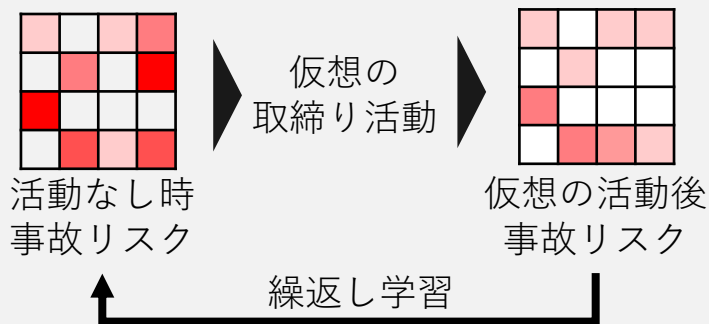 仮想の
取締り活動
活動なし時
事故リスク
仮想の活動後
事故リスク
繰返し学習